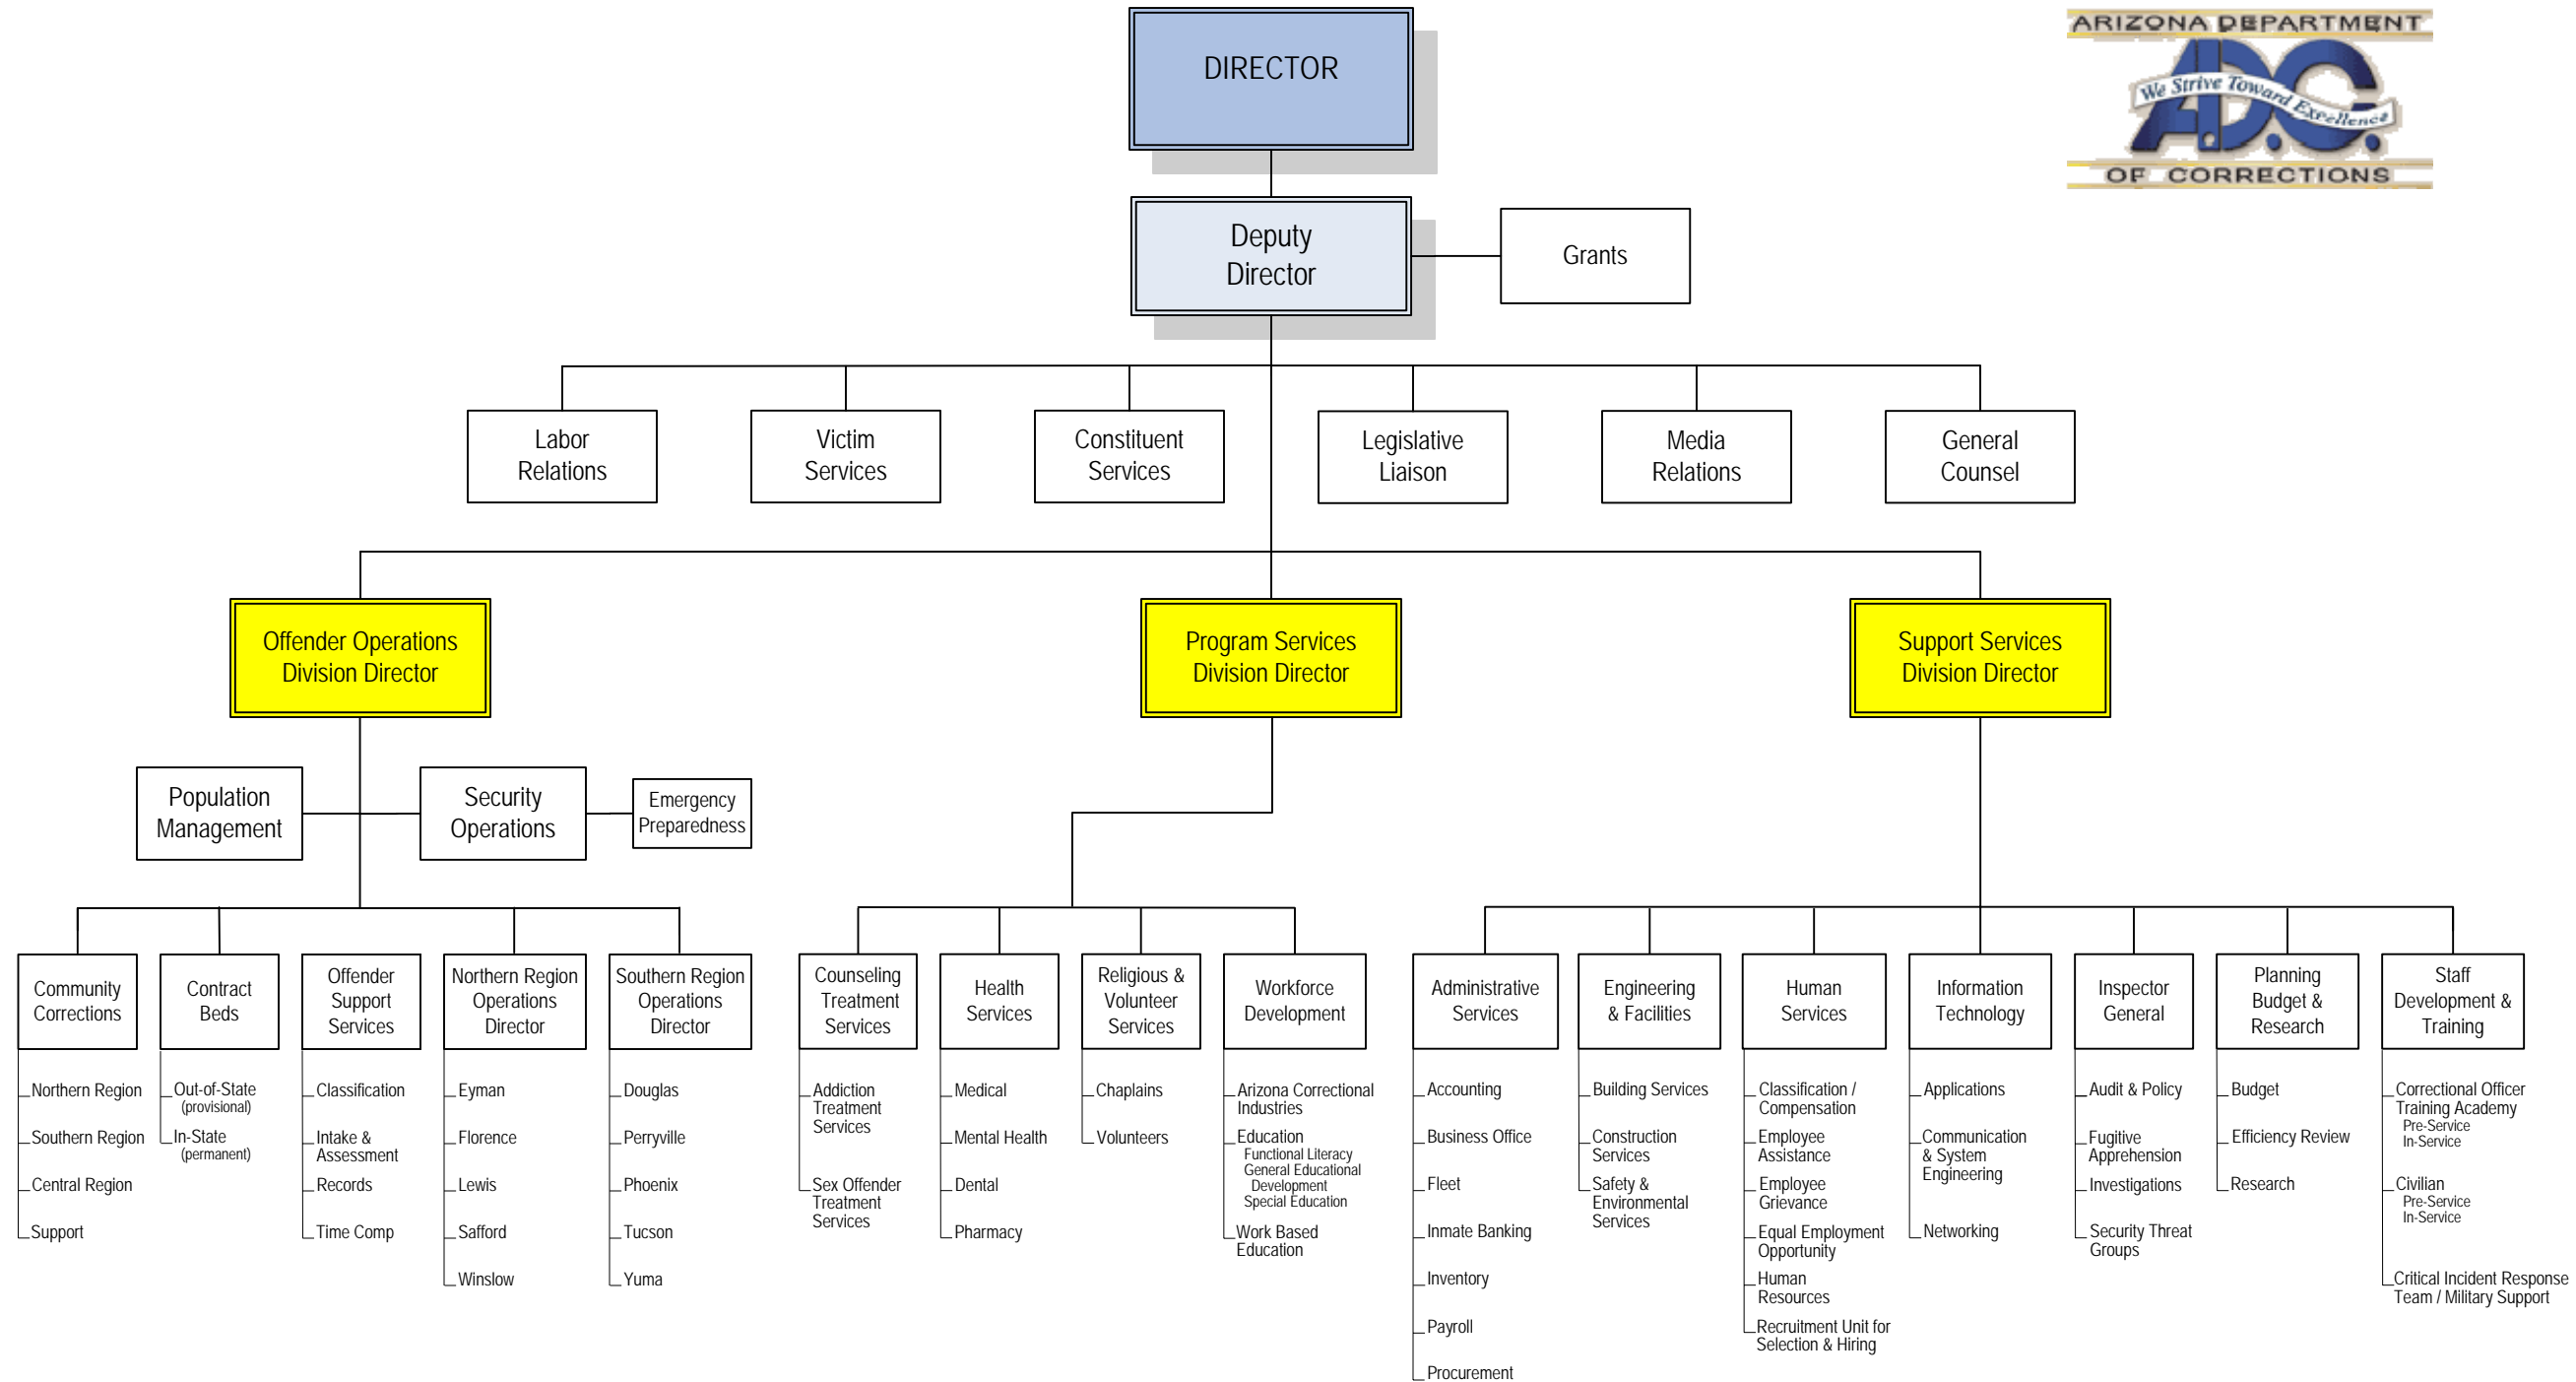 DIRECTOR
ARIZONA DEPARTMENT
A.D.C.
We Strive Toward Excellence
OF CORRECTIONS
Deputy
Director
Grants
Labor
Relations
Victim
Services
Constituent
Services
Legislative
Liaison
Media
Relations
General
Counsel
Offender Operations
Division Director
Program Services
Division Director
Support Services
Division Director
Population
Management
Security
Operations
Emergency
Preparedness
Community
Corrections
Northern Region
Southern Region
Central Region
Support
Contract
Beds
Out-of-State
(provisional)
In-State
(permanent)
Offender
Support
Services
Classification
Intake &
Assessment
Records
Time Comp
Northern Region
Operations
Director
Eyman
Florence
Lewis
Safford
Winslow
Southern Region
Operations
Director
Douglas
Perryville
Phoenix
Tucson
Yuma
Counseling
Treatment
Services
Addiction
Treatment
Services
Sex Offender
Treatment
Services
Health
Services
Medical
Mental Health
Dental
Pharmacy
Religious &
Volunteer
Services
Chaplains
Volunteers
Workforce
Development
Arizona Correctional
Industries
Education
Functional Literacy
General Educational
Development
Special Education
Work Based
Education
Administrative
Services
Accounting
Business Office
Fleet
Inmate Banking
Inventory
Payroll
Procurement
Engineering
& Facilities
Building Services
Construction
Services
Safety &
Environmental
Services
Human
Services
Classification /
Compensation
Employee
Assistance
Employee
Grievance
Equal Employment
Opportunity
Human
Resources
Recruitment Unit for
Selection & Hiring
Information
Technology
Applications
Communication
& System
Engineering
Networking
Inspector
General
Audit & Policy
Fugitive
Apprehension
Investigations
Security Threat
Groups
Planning
Budget &
Research
Budget
Efficiency Review
Research
Staff
Development &
Training
Correctional Officer
Training Academy
Pre-Service
In-Service
Civilian
Pre-Service
In-Service
Critical Incident Response
Team / Military Support